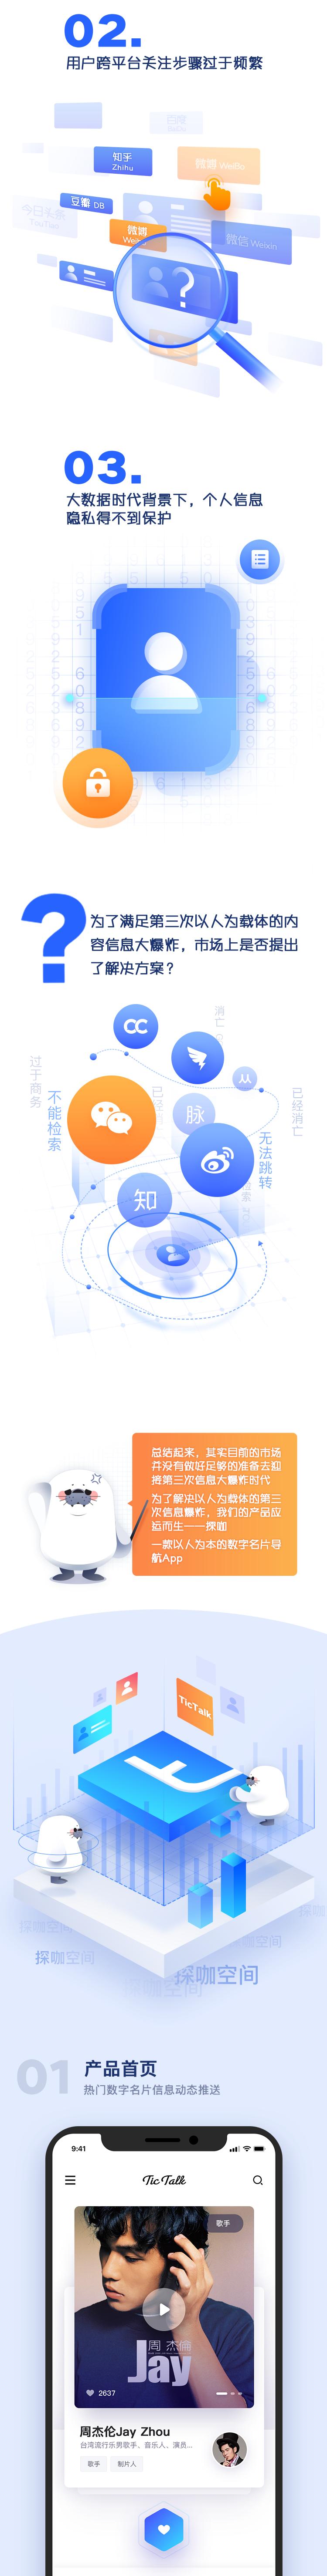 02.
用户跨平台关注步骤过于频繁
百度
知乎
Zhihu
微博 WeiBo
豆瓣 DB
今日头条
TouTiao
微博
微信 Weixin
?
03.
大数据时代背景下，个人信息
隐私得不到保护
?
为了满足第三次以人为载体的内
容信息大爆炸，市场上是否提出
了解决方案？
消亡
过于商务
不能检索
已经
脉
已经消亡
无法跳转
知
总结起来，其实目前的市场
并没有做好足够的准备去迎
接第三次信息大爆炸时代
为了解决以人为载体的第三
次信息爆炸，我们的产品应
运而生——探咖
一款以人为本的数字名片导
航App
TicTalk
探咖空间
探咖
空间
探咖空间
探咖空间
01
产品首页
热门数字名片信息动态推送
9:41
Tic Talk
歌手
周杰倫
Jay
2637
周杰伦Jay Zhou
台湾流行乐男歌手、音乐人、演员...
歌手
制片人